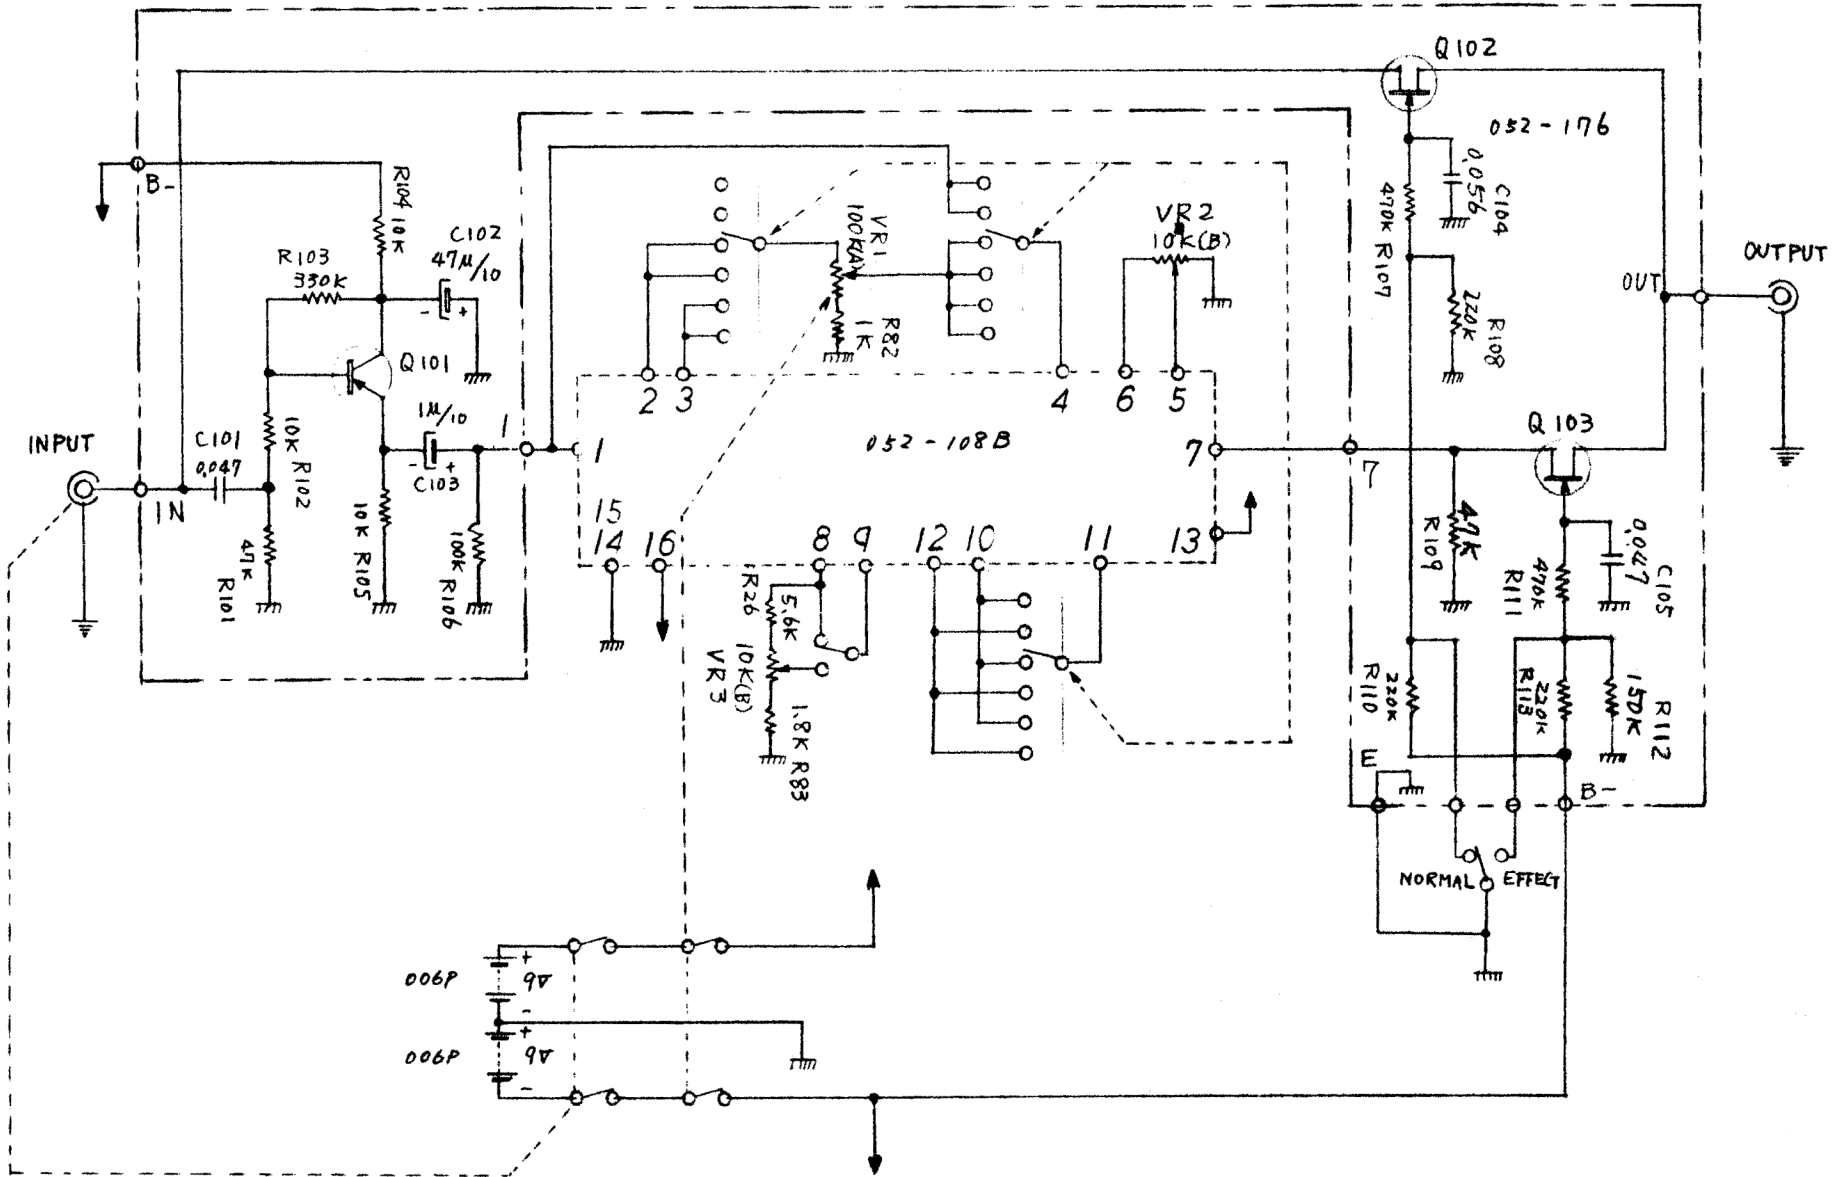 Q102
052-176
B-
R104
10K
C102
47μ/10
R103
330K
Q101
VR1
100K(A)
R82
1K
VR2
10K(B)
470K
R107
0.056
C104
220K
R108
OUT
OUTPUT
INPUT
C101
0.047
IN
10K
R102
47K
R101
1μ/10
C103
10K
R105
100K
R106
1
1
2
3
4
6
5
052-108B
7
7
15
14
16
8
9
12
10
11
13
Q103
47K
R109
0.047
C105
470K
R111
R26
5.6K
10K(B)
VR3
1.8K
R83
220K
R110
220K
R113
150K
R112
E
B-
NORMAL
EFFECT
006P
+
9V
-
006P
+
9V
-